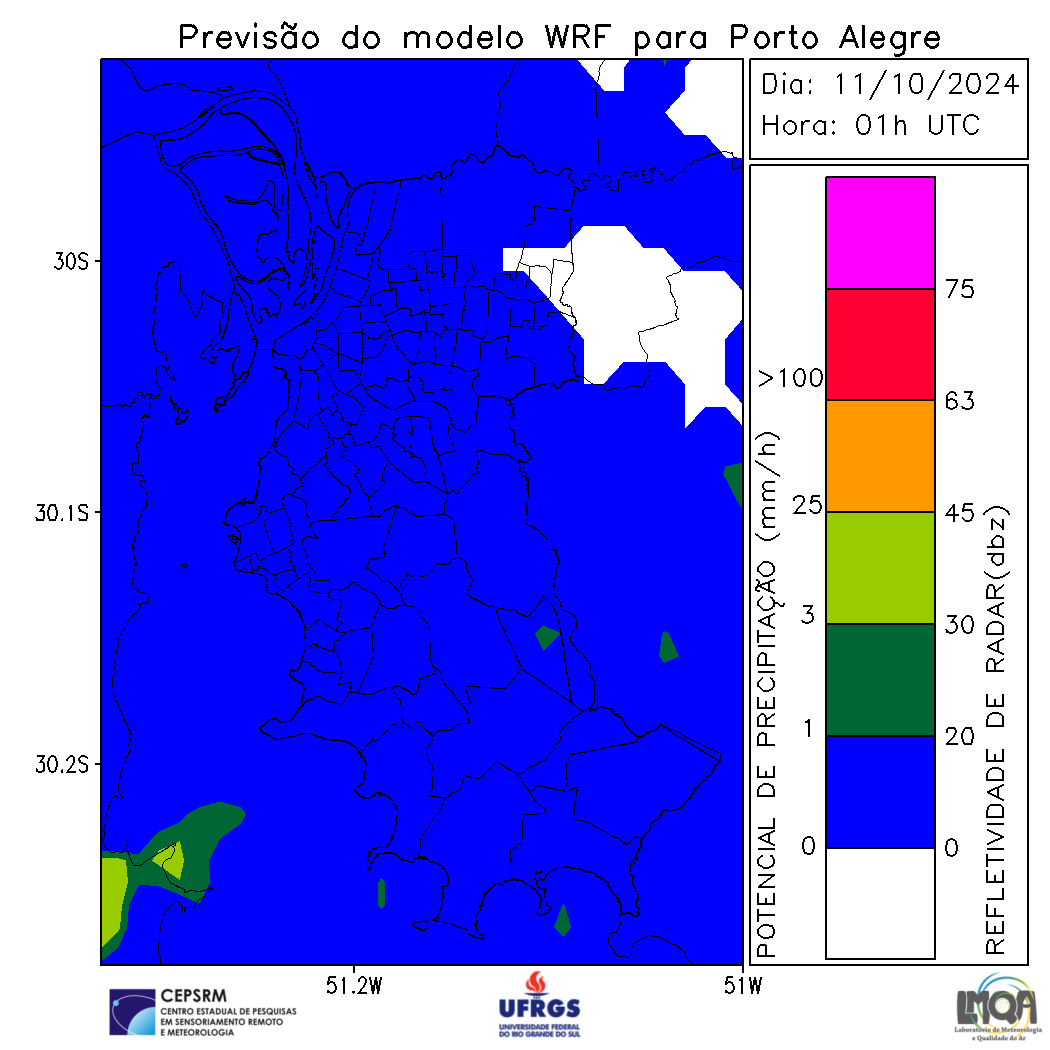 Previsão do modelo WRF para Porto Alegre
Dia: 11/10/2024
Hora: 01h UTC
30S
30.1S
30.2S
51.2W
51W
POTENCIAL DE PRECIPITAÇÃO (mm/h)
>100
25
3
1
0
75
63
45
30
20
0
REFLETIVIDADE DE RADAR(dbz)
CEPSRM
CENTRO ESTADUAL DE PESQUISAS
EM SENSORIAMENTO REMOTO
E METEOROLOGIA
UFRGS
UNIVERSIDADE FEDERAL
DO RIO GRANDE DO SUL
LMQA
Laboratório de Meteorologia
e Qualidade do Ar